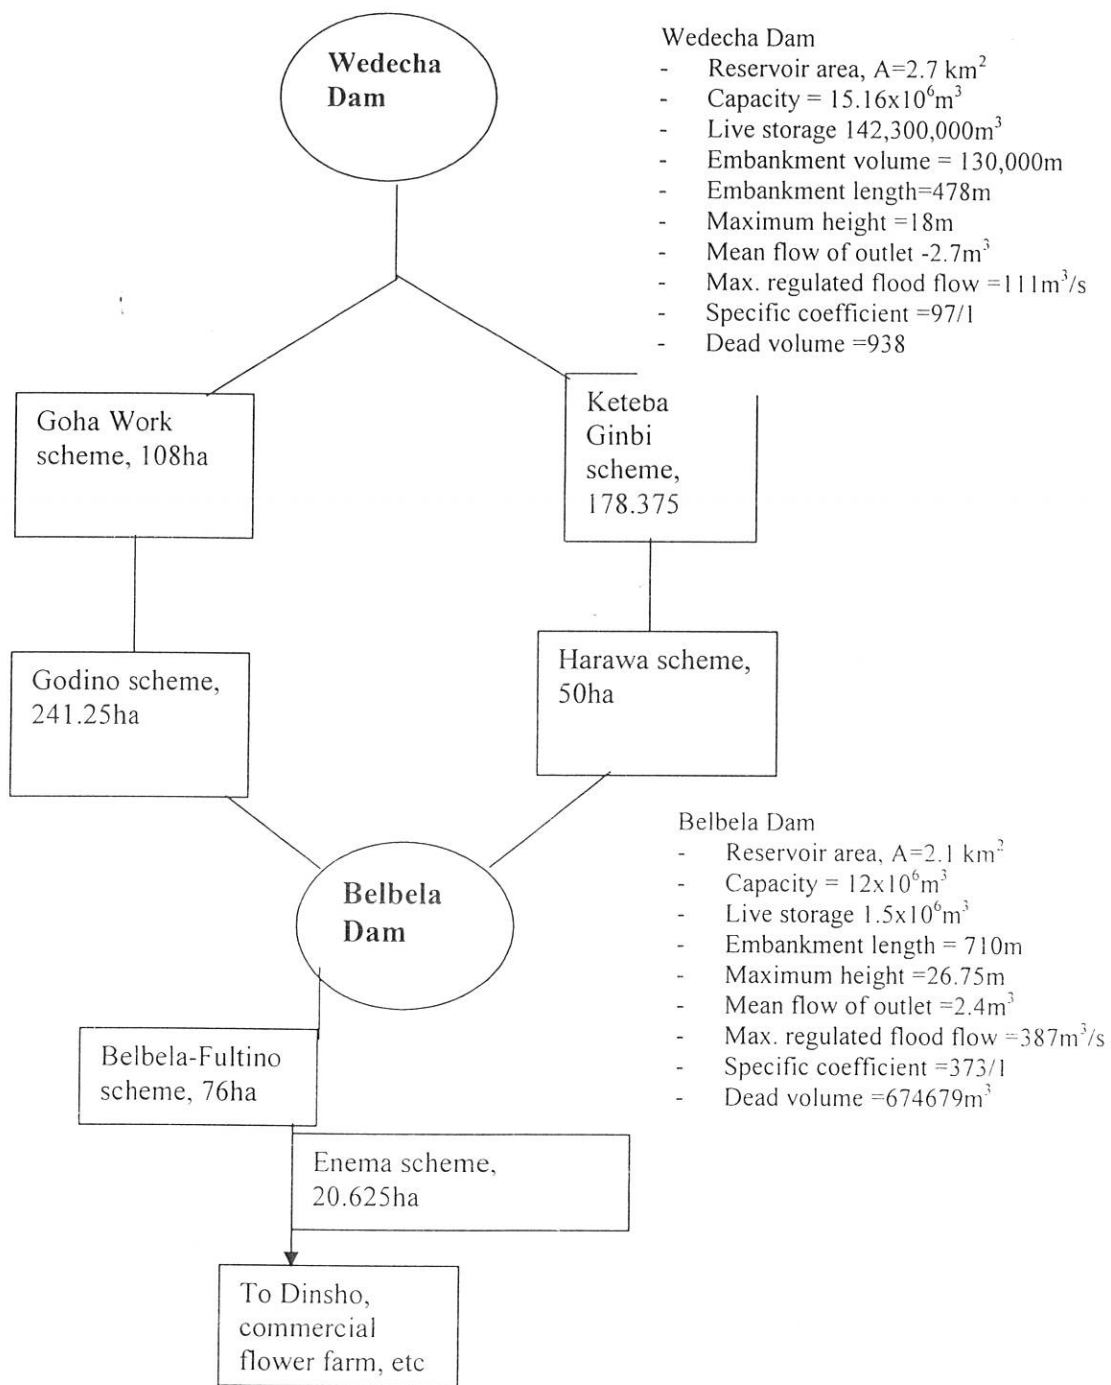 Wedecha
Dam
Wedecha Dam
- Reservoir area, A=2.7 km²
- Capacity = 15.16x10⁶m³
- Live storage 142,300,000m³
- Embankment volume = 130,000m
- Embankment length=478m
- Maximum height =18m
- Mean flow of outlet -2.7m³
- Max. regulated flood flow =111m³/s
- Specific coefficient =97/1
- Dead volume =938
Goha Work
scheme, 108ha
Keteba
Ginbi
scheme,
178.375
Godino scheme,
241.25ha
Harawa scheme,
50ha
Belbela
Dam
Belbela Dam
- Reservoir area, A=2.1 km²
- Capacity = 12x10⁶m³
- Live storage 1.5x10⁶m³
- Embankment length = 710m
- Maximum height =26.75m
- Mean flow of outlet =2.4m³
- Max. regulated flood flow =387m³/s
- Specific coefficient =373/1
- Dead volume =674679m³
Belbela-Fultino
scheme, 76ha
Enema scheme,
20.625ha
To Dinsho,
commercial
flower farm, etc